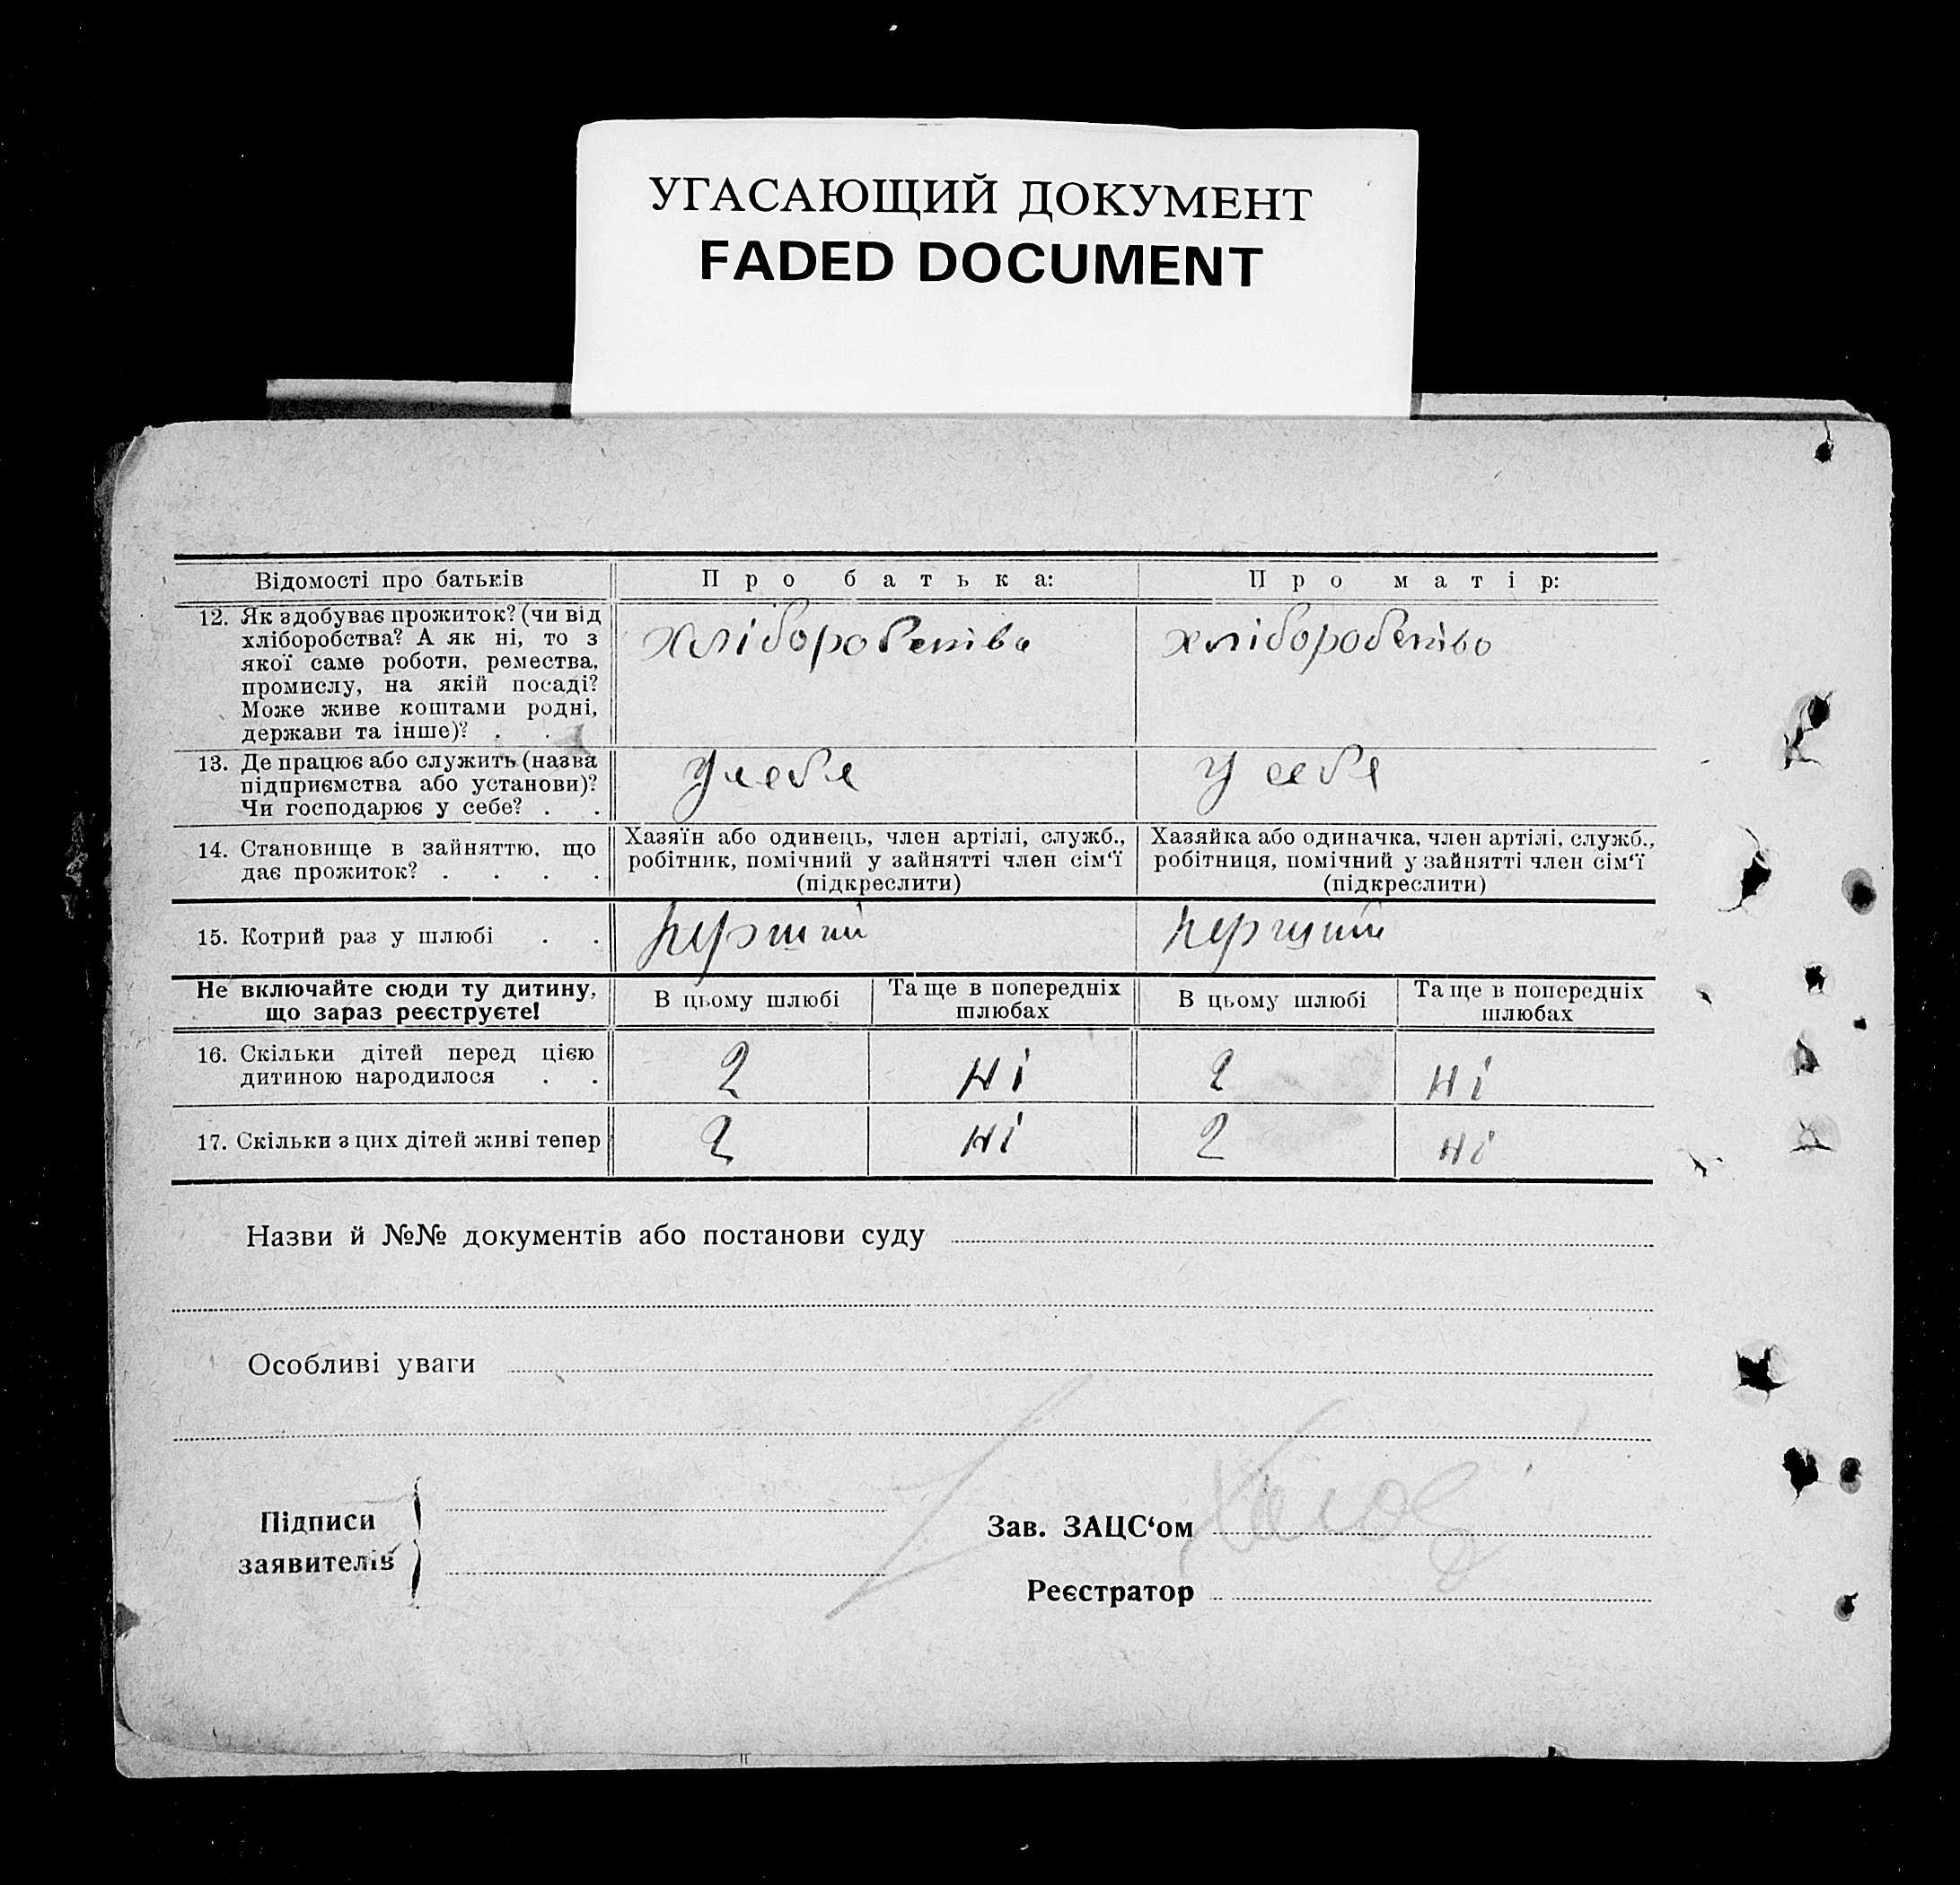 УГАСАЮЩИЙ ДОКУМЕНТ
FADED DOCUMENT
Відомості про батьків
Про батька:
Про матір:
12. Як здобуває прожиток? (чи від
хліборобства? А як ні, то з
якої саме роботи, ремества,
промислу, на якій посаді?
Може живе коштами родні,
держави та інше)? . .
хліборобство
хліборобство
13. Де працює або служить (назва
підприємства або установи)?
Чи господарює у себе? . .
У себе
У себе
14. Становище в зайняттю, що
дає прожиток? . . . .
Хазяїн або одинець, член артілі, служб.,
робітник, помічний у зайнятті член сім‘ї
(підкреслити)
Хазяйка або одиначка, член артілі, служб.,
робітниця, помічний у зайнятті член сім‘ї
(підкреслити)
15. Котрий раз у шлюбі . .
перший
перший
Не включайте сюди ту дитину,
що зараз реєструєте!
В цьому шлюбі
Та ще в попередніх
шлюбах
В цьому шлюбі
Та ще в попередніх
шлюбах
16. Скільки дітей перед цією
дитиною народилося . .
2
ні
2
ні
17. Скільки з цих дітей живі тепер
2
ні
2
ні
Назви й №№ документів або постанови суду
Особливі уваги
Підписи
заявителів
Зав. ЗАЦС‘ом
Реєстратор